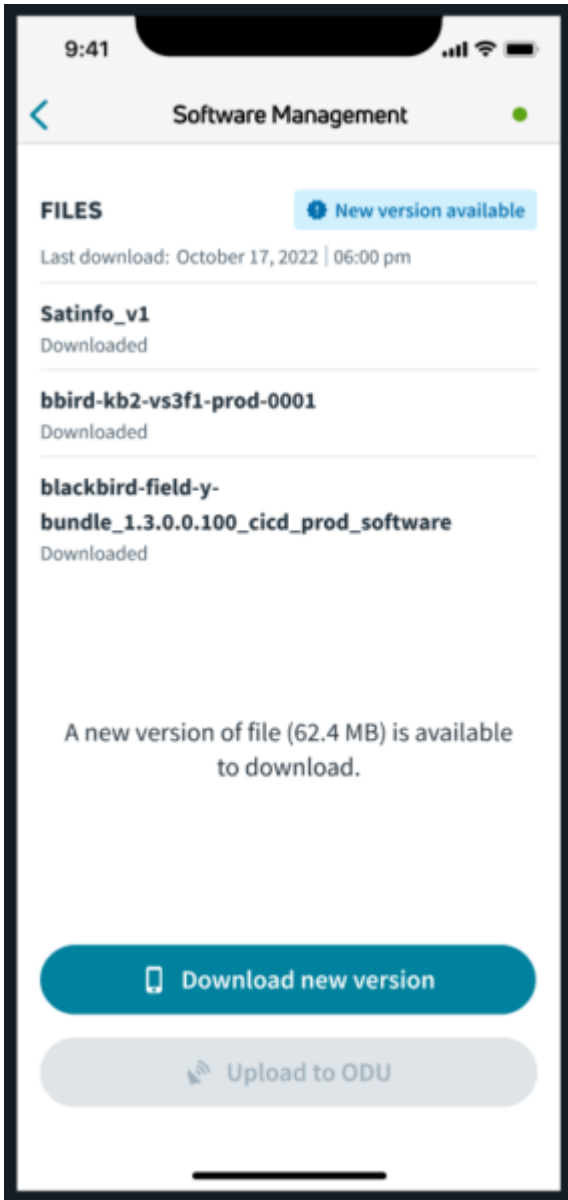 9:41
Software Management
FILES
New version available
Last download: October 17, 2022 | 06:00 pm
Satinfo_v1
Downloaded
bbird-kb2-vs3f1-prod-0001
Downloaded
blackbird-field-y-
bundle_1.3.0.0.100_cicd_prod_software
Downloaded
A new version of file (62.4 MB) is available
to download.
Download new version
Upload to ODU